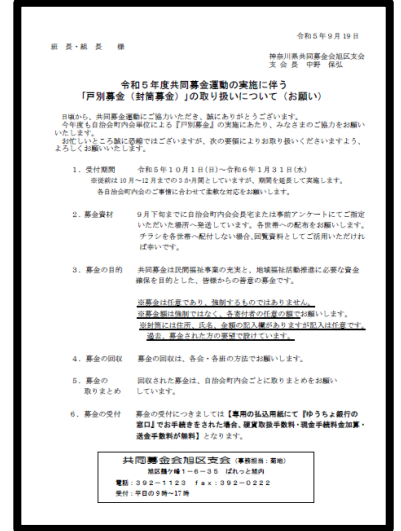 令和５年９月19日
班 長・組 長　様
神奈川県共同募金会旭区支会
支 会 長　中野　保弘
令和５年度共同募金運動の実施に伴う
「戸別募金（封筒募金）」の取り扱いについて（お願い）
日頃から、共同募金運動にご協力いただき、誠にありがとうございます。
今年度も自治会町内会単位による『戸別募金』の実施にあたり、みなさまのご協力をお願い
いたします。
お忙しいところ誠に恐縮ではございますが、次の要領によりお取り扱いくださいますよう、
よろしくお願いいたします。
１．受付期間　令和５年１０月１日(日)～令和６年１月３１日(水)
※従前は10月～12月までの3か月間としていますが、期間を延長して実施します。
各自治会町内会のご事情に合わせて柔軟な対応をお願いします。
２．募金資材　９月下旬までに自治会町内会会長宅または事前アンケートにてご指定
いただいた場所へ発送しています。各世帯への配布をお願いします。
チラシを各世帯へ配付しない場合、回覧資料としてご活用いただけれ
ば幸いです。
３．募金の目的　共同募金は民間福祉事業の充実と、地域福祉活動推進に必要な資金
確保を目的とした、皆様からの善意の募金です。
※募金は任意であり、強制するものではありません。
※募金額は強制ではなく、各寄付者の任意の額でお願いします。
※封筒には住所、氏名、金額の記入欄がありますが記入は任意です。
過去、募金された方の要望で設けています。
４．募金の回収　募金の回収は、各会・各班の方法でお願いします。
５．募金の　回収された募金は、自治会町内会ごとに取りまとめをお願い
取りまとめ　しています。
６．募金の受付　募金の受付につきましては【専用の払込用紙にて『ゆうちょ銀行の
窓口』でお手続きをされた場合、硬貨取扱手数料・現金手続料金加算・
送金手数料が無料】となります。
共同募金会旭区支会（事務担当：菊地）
旭区鶴ケ峰１－６－３５　ぱれっと旭内
電話：３９２－１１２３　ｆａｘ：３９２－０２２２
受付：平日の９時～17時